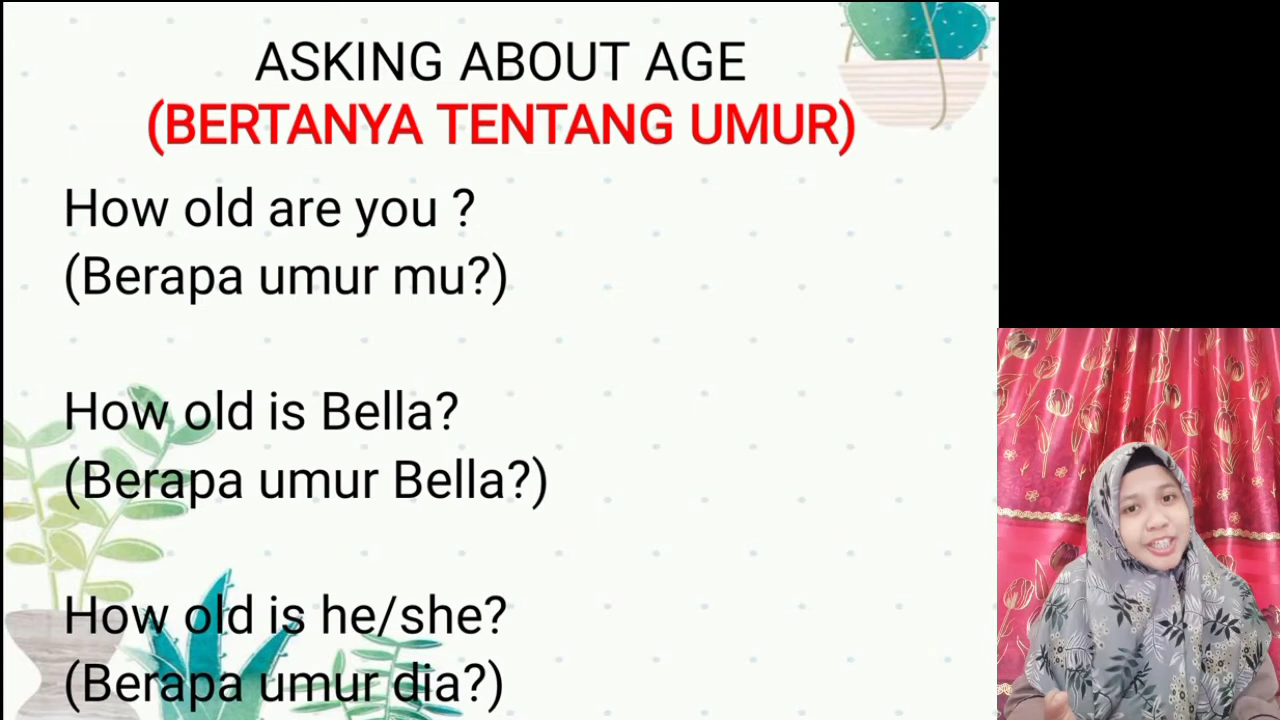 ASKING ABOUT AGE
(BERTANYA TENTANG UMUR)
How old are you ?
(Berapa umur mu?)
How old is Bella?
(Berapa umur Bella?)
How old is he/she?
(Berapa umur dia?)